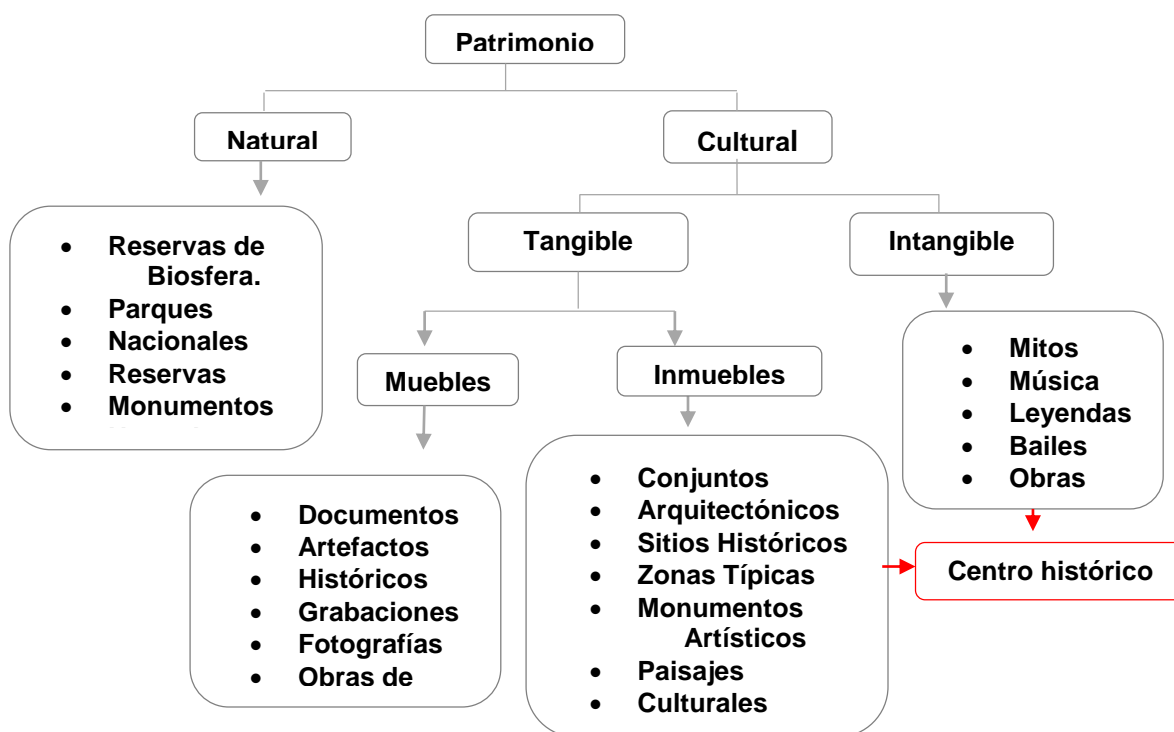 Patrimonio
Natural
Cultural
• Reservas de
Biosfera.
• Parques
• Nacionales
• Reservas
• Monumentos
Tangible
Intangible
Muebles
Inmuebles
• Mitos
• Música
• Leyendas
• Bailes
• Obras
• Documentos
• Artefactos
• Históricos
• Grabaciones
• Fotografías
• Obras de
• Conjuntos
• Arquitectónicos
• Sitios Históricos
• Zonas Típicas
• Monumentos
Artísticos
• Paisajes
• Culturales
Centro histórico